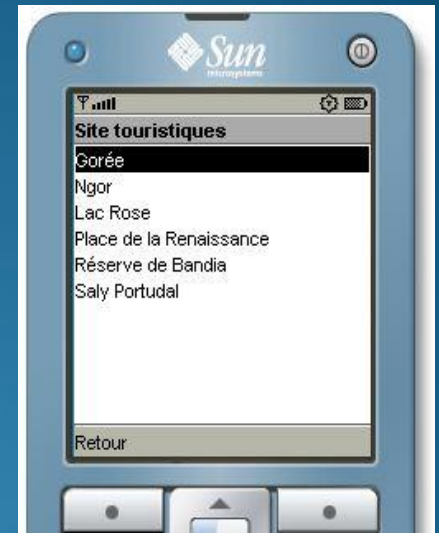 Sun
microsystems
Site touristiques
Gorée
Ngor
Lac Rose
Place de la Renaissance
Réserve de Bandia
Saly Portudal
Retour